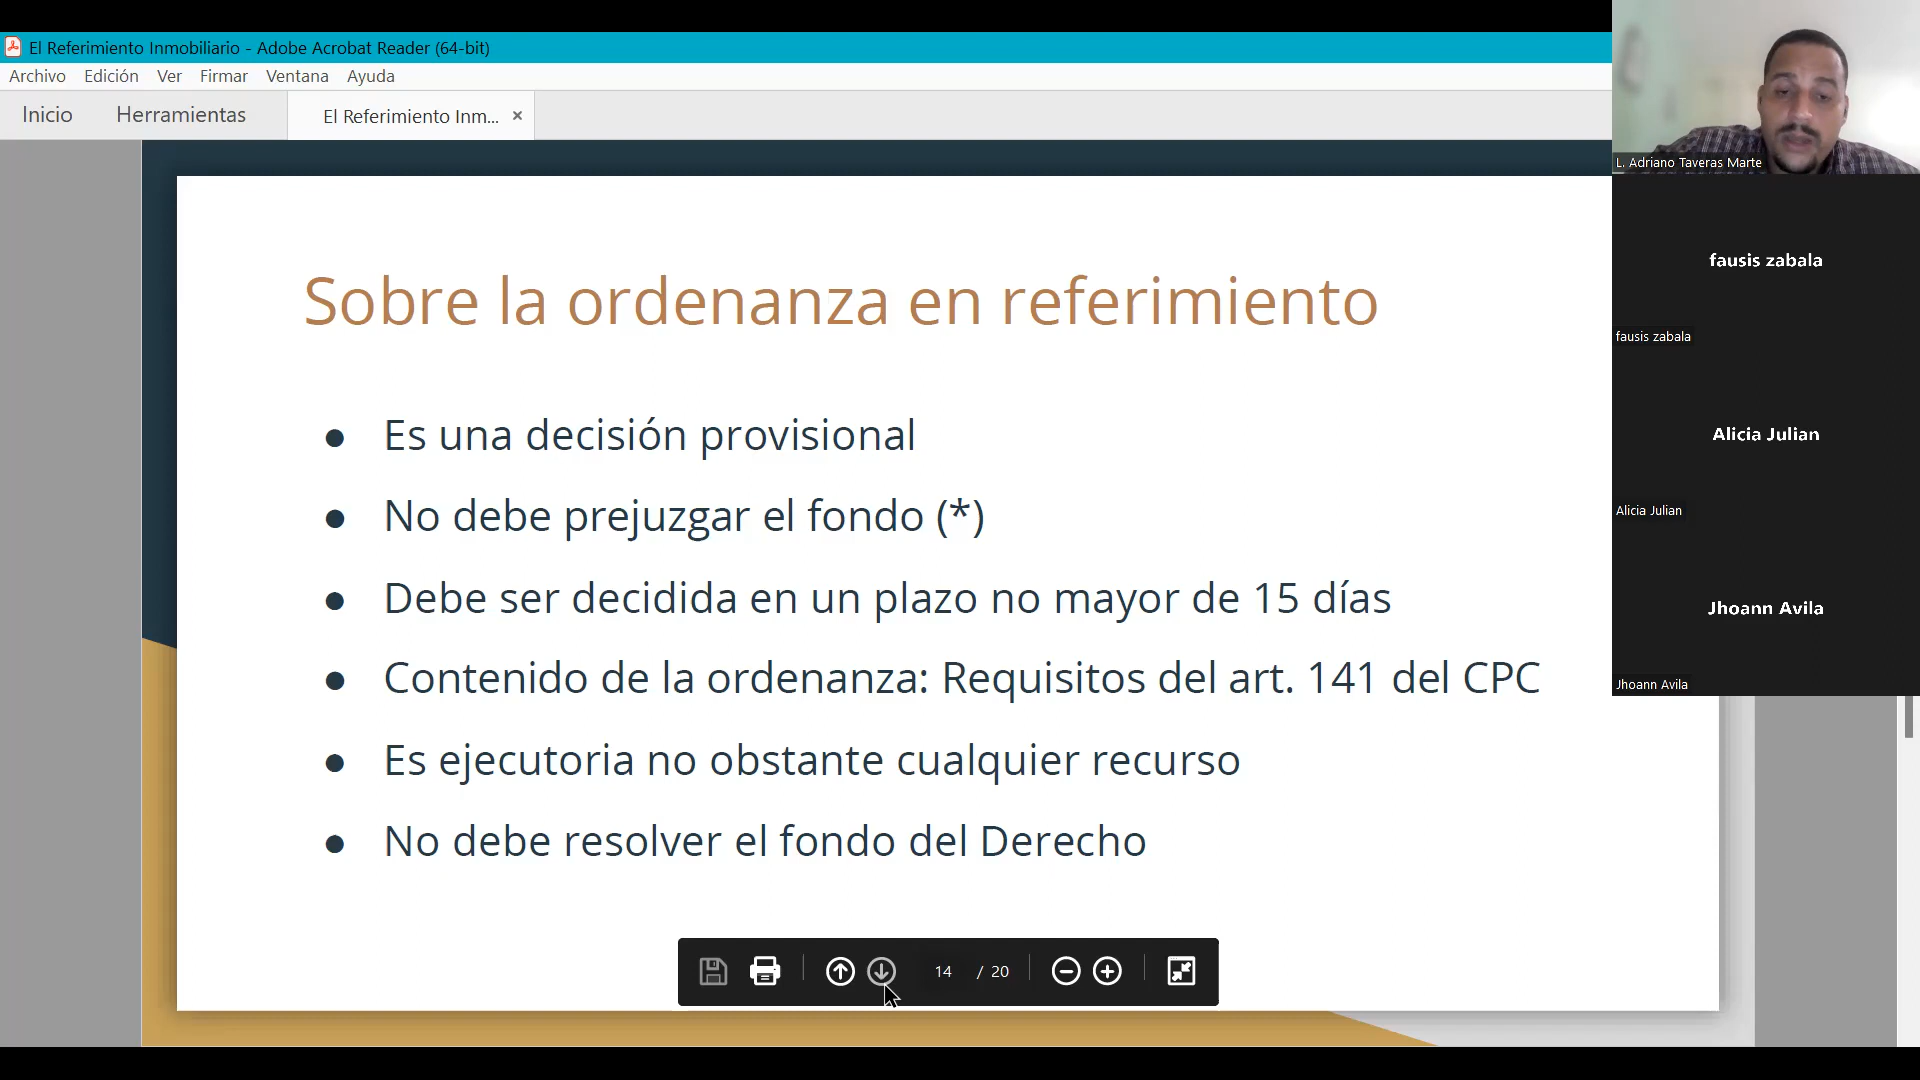 El Referimiento Inmobiliario - Adobe Acrobat Reader (64-bit)
Archivo Edición Ver Firmar Ventana Ayuda
Inicio Herramientas El Referimiento Inm... ×
Sobre la ordenanza en referimiento
● Es una decisión provisional
● No debe prejuzgar el fondo (*)
● Debe ser decidida en un plazo no mayor de 15 días
● Contenido de la ordenanza: Requisitos del art. 141 del CPC
● Es ejecutoria no obstante cualquier recurso
● No debe resolver el fondo del Derecho
14 / 20
L. Adriano Taveras Marte
fausis zabala
fausis zabala
Alicia Julian
Alicia Julian
Jhoann Avila
Jhoann Avila